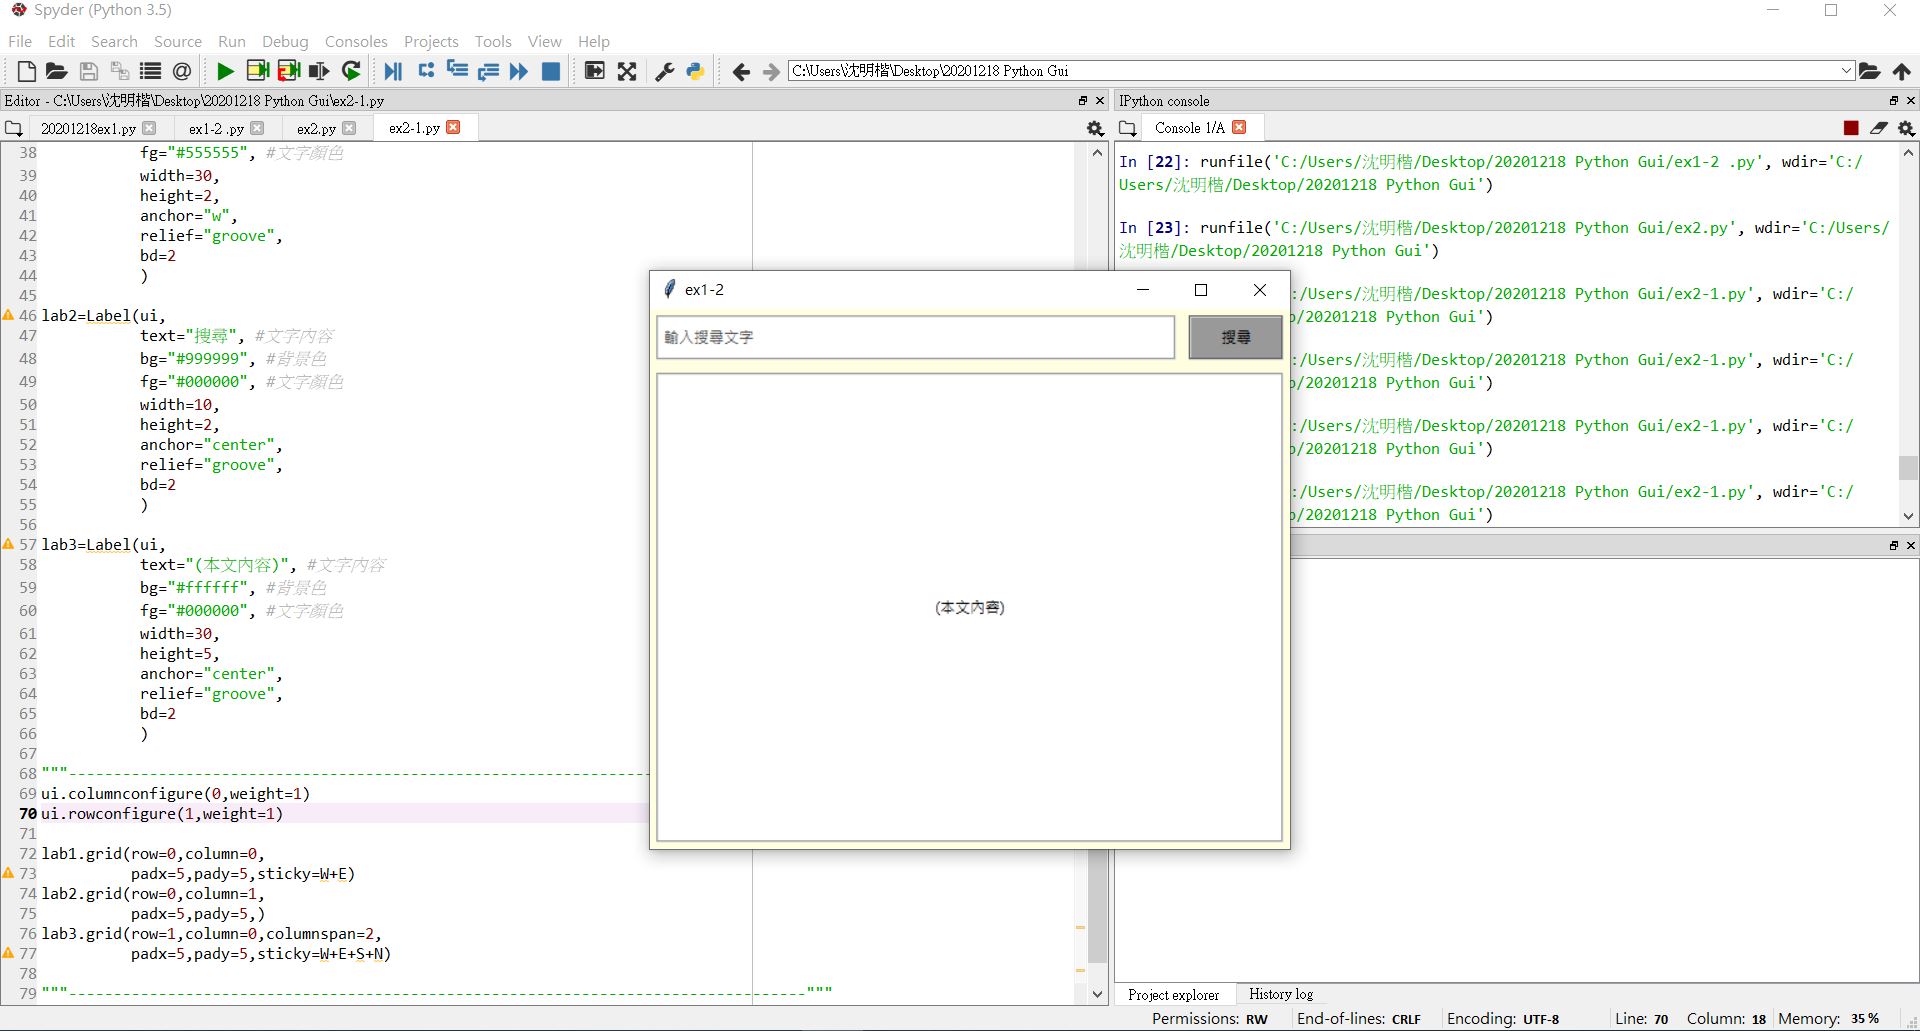 Spyder (Python 3.5)
File Edit Search Source Run Debug Consoles Projects Tools View Help
C:\Users\沈明楷\Desktop\20201218 Python Gui
Editor - C:\Users\沈明楷\Desktop\20201218 Python Gui\ex2-1.py
20201218ex1.py ex1-2 .py ex2.py ex2-1.py
38 fg="#555555", #文字顏色
39 width=30,
40 height=2,
41 anchor="w",
42 relief="groove",
43 bd=2
44 )
45
46 lab2=Label(ui,
47 text="搜尋", #文字內容
48 bg="#999999", #背景色
49 fg="#000000", #文字顏色
50 width=10,
51 height=2,
52 anchor="center",
53 relief="groove",
54 bd=2
55 )
56
57 lab3=Label(ui,
58 text="(本文內容)", #文字內容
59 bg="#ffffff", #背景色
60 fg="#000000", #文字顏色
61 width=30,
62 height=5,
63 anchor="center",
64 relief="groove",
65 bd=2
66 )
67
68 """-------------------------------------------------------------------
69 ui.columnconfigure(0,weight=1)
70 ui.rowconfigure(1,weight=1)
71
72 lab1.grid(row=0,column=0,
73 padx=5,pady=5,sticky=W+E)
74 lab2.grid(row=0,column=1,
75 padx=5,pady=5,)
76 lab3.grid(row=1,column=0,columnspan=2,
77 padx=5,pady=5,sticky=W+E+S+N)
78
79 """----------------------------------------------------------------------------------"""
ex1-2
輸入搜尋文字
搜尋
(本文內容)
IPython console
Console 1/A
In [22]: runfile('C:/Users/沈明楷/Desktop/20201218 Python Gui/ex1-2 .py', wdir='C:/
Users/沈明楷/Desktop/20201218 Python Gui')
In [23]: runfile('C:/Users/沈明楷/Desktop/20201218 Python Gui/ex2.py', wdir='C:/Users/
沈明楷/Desktop/20201218 Python Gui')
:/Users/沈明楷/Desktop/20201218 Python Gui/ex2-1.py', wdir='C:/
/20201218 Python Gui')
:/Users/沈明楷/Desktop/20201218 Python Gui/ex2-1.py', wdir='C:/
/20201218 Python Gui')
:/Users/沈明楷/Desktop/20201218 Python Gui/ex2-1.py', wdir='C:/
/20201218 Python Gui')
:/Users/沈明楷/Desktop/20201218 Python Gui/ex2-1.py', wdir='C:/
/20201218 Python Gui')
Project explorer History log
Permissions: RW End-of-lines: CRLF Encoding: UTF-8 Line: 70 Column: 18 Memory: 35 %